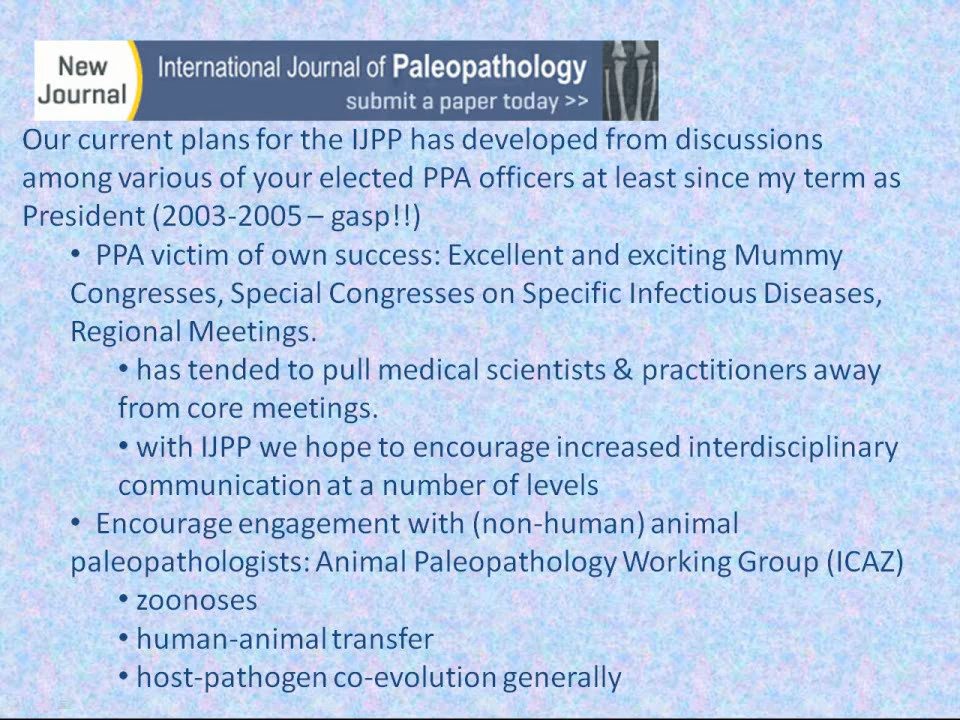 New
Journal
International Journal of Paleopathology
submit a paper today >>
Our current plans for the IJPP has developed from discussions
among various of your elected PPA officers at least since my term as
President (2003-2005 – gasp!!)
• PPA victim of own success: Excellent and exciting Mummy
Congresses, Special Congresses on Specific Infectious Diseases,
Regional Meetings.
• has tended to pull medical scientists & practitioners away
from core meetings.
• with IJPP we hope to encourage increased interdisciplinary
communication at a number of levels
• Encourage engagement with (non-human) animal
paleopathologists: Animal Paleopathology Working Group (ICAZ)
• zoonoses
• human-animal transfer
• host-pathogen co-evolution generally